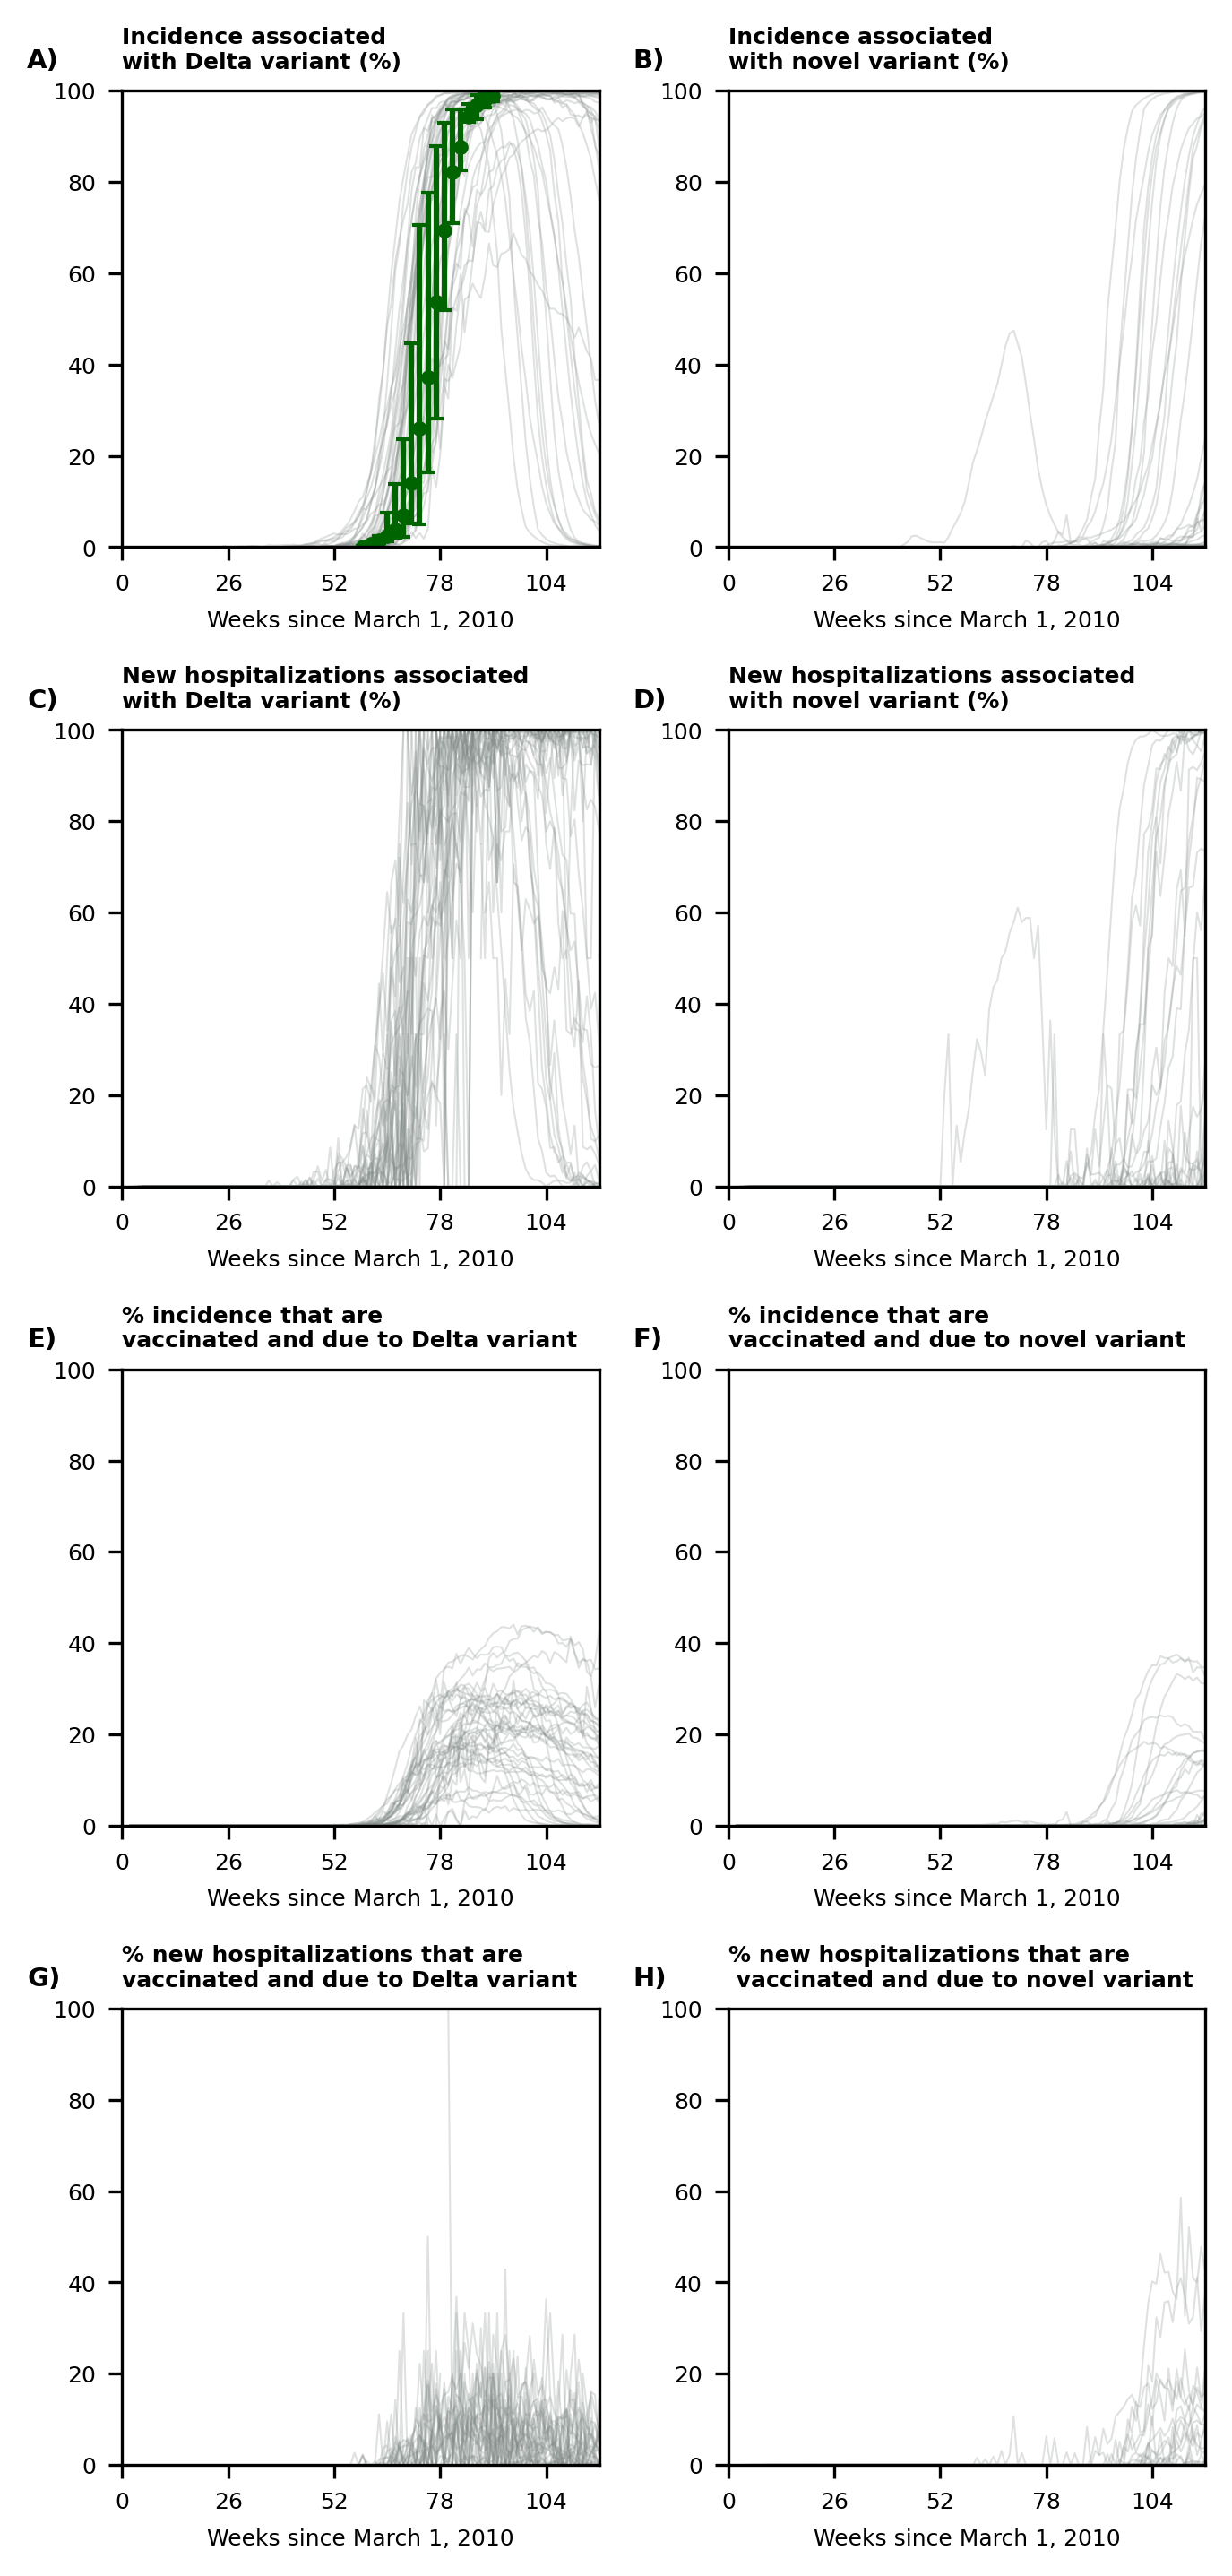 A)
Incidence associated
with Delta variant (%)
100
80
60
40
20
0
0 26 52 78 104
Weeks since March 1, 2010
B)
Incidence associated
with novel variant (%)
100
80
60
40
20
0
0 26 52 78 104
Weeks since March 1, 2010
C)
New hospitalizations associated
with Delta variant (%)
100
80
60
40
20
0
0 26 52 78 104
Weeks since March 1, 2010
D)
New hospitalizations associated
with novel variant (%)
100
80
60
40
20
0
0 26 52 78 104
Weeks since March 1, 2010
E)
% incidence that are
vaccinated and due to Delta variant
100
80
60
40
20
0
0 26 52 78 104
Weeks since March 1, 2010
F)
% incidence that are
vaccinated and due to novel variant
100
80
60
40
20
0
0 26 52 78 104
Weeks since March 1, 2010
G)
% new hospitalizations that are
vaccinated and due to Delta variant
100
80
60
40
20
0
0 26 52 78 104
Weeks since March 1, 2010
H)
% new hospitalizations that are
vaccinated and due to novel variant
100
80
60
40
20
0
0 26 52 78 104
Weeks since March 1, 2010